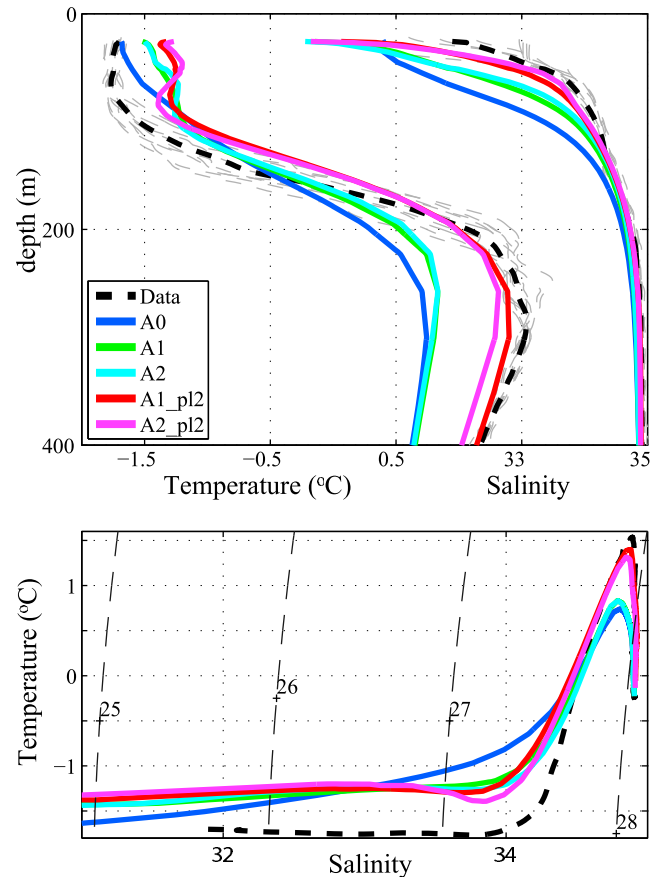 0
depth (m)
200
Data
A0
A1
A2
A1_pl2
A2_pl2
400
−1.5 −0.5 0.5 33 35
Temperature (°C) Salinity
Temperature (°C)
1
0
−1
25
26
27
28
32 34
Salinity